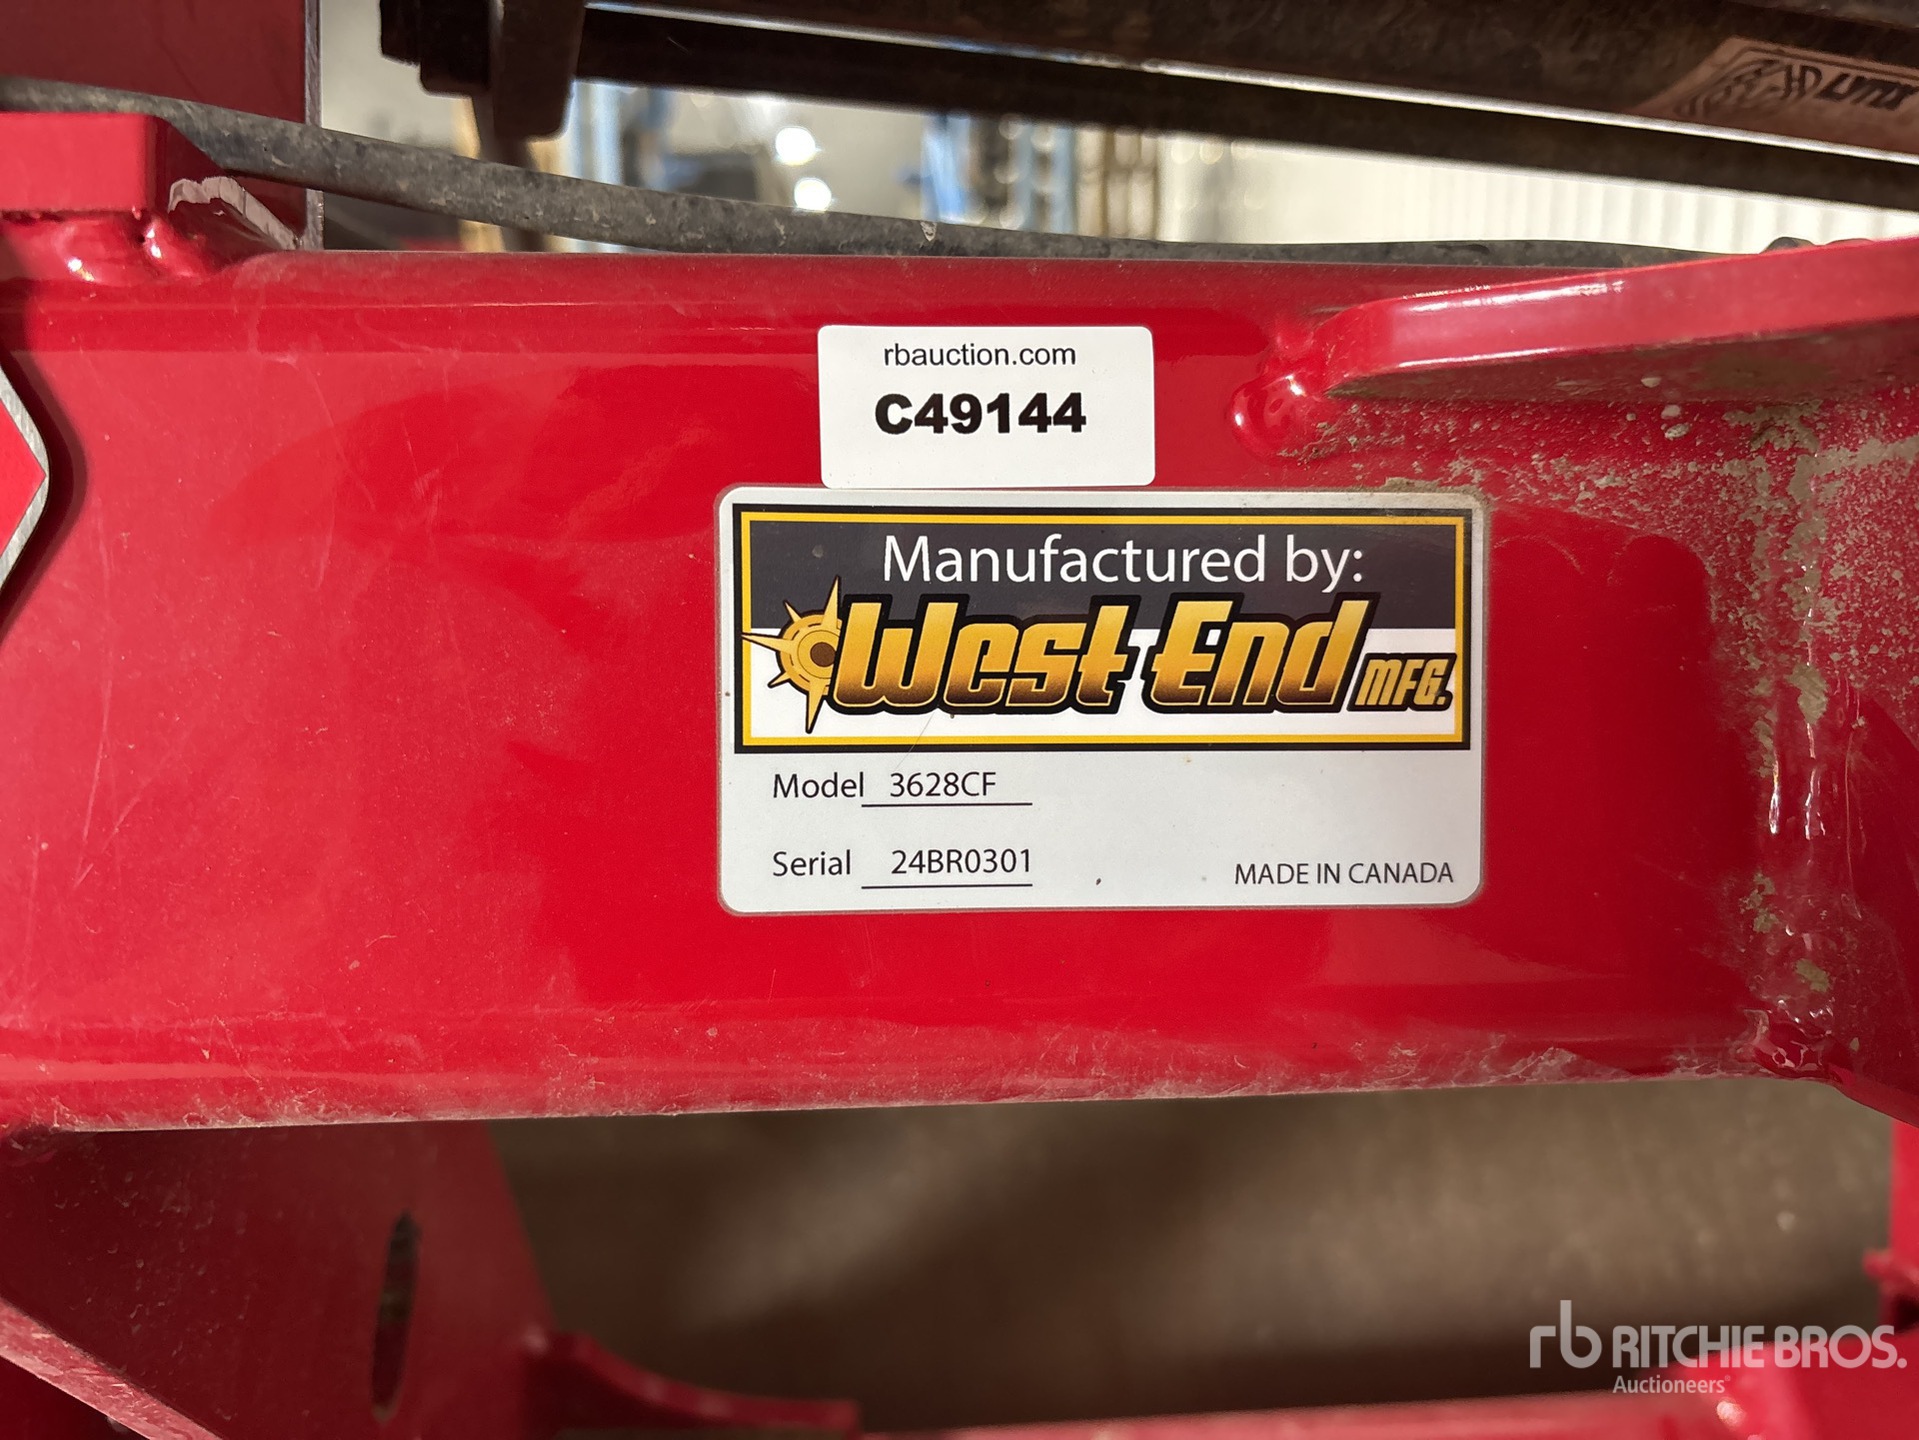 rbauction.com
C49144
Manufactured by:
West End MFG.
Model 3628CF
Serial 24BR0301
MADE IN CANADA
rb RITCHIE BROS.
Auctioneers